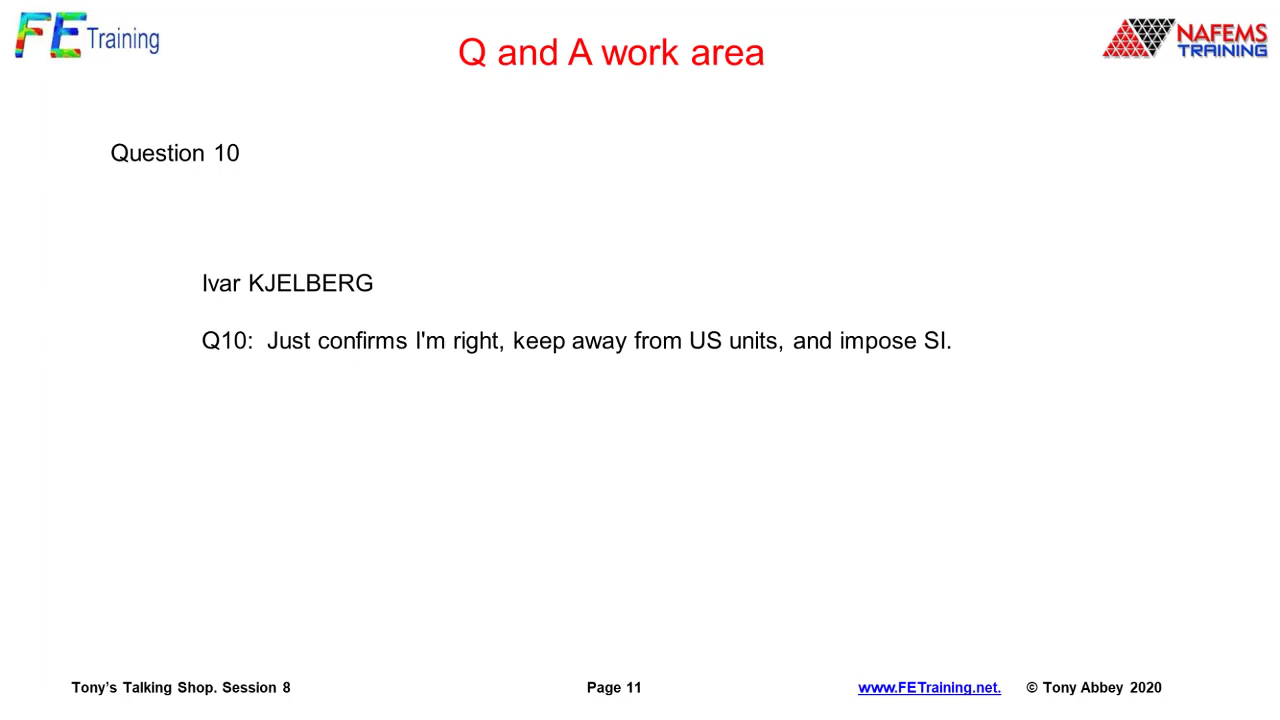 FE Training
Q and A work area
NAFEMS
TRAINING
Question 10
Ivar KJELBERG
Q10:  Just confirms I'm right, keep away from US units, and impose SI.
Tony’s Talking Shop. Session 8
Page 11
www.FETraining.net.
© Tony Abbey 2020